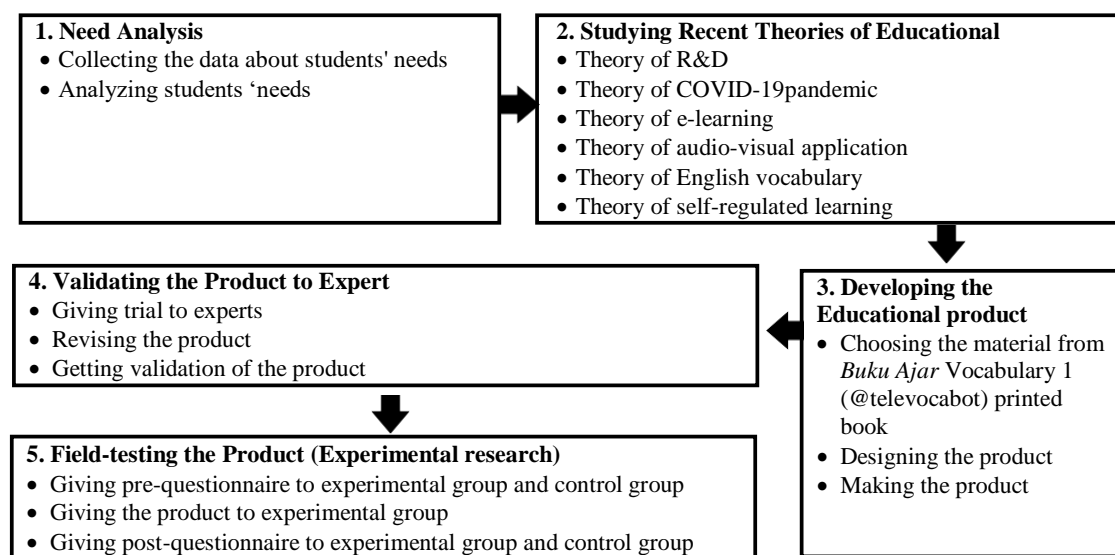 1. Need Analysis
• Collecting the data about students' needs
• Analyzing students ‘needs
2. Studying Recent Theories of Educational
• Theory of R&D
• Theory of COVID-19pandemic
• Theory of e-learning
• Theory of audio-visual application
• Theory of English vocabulary
• Theory of self-regulated learning
3. Developing the
Educational product
• Choosing the material from
Buku Ajar Vocabulary 1
(@televocabot) printed
book
• Designing the product
• Making the product
4. Validating the Product to Expert
• Giving trial to experts
• Revising the product
• Getting validation of the product
5. Field-testing the Product (Experimental research)
• Giving pre-questionnaire to experimental group and control group
• Giving the product to experimental group
• Giving post-questionnaire to experimental group and control group